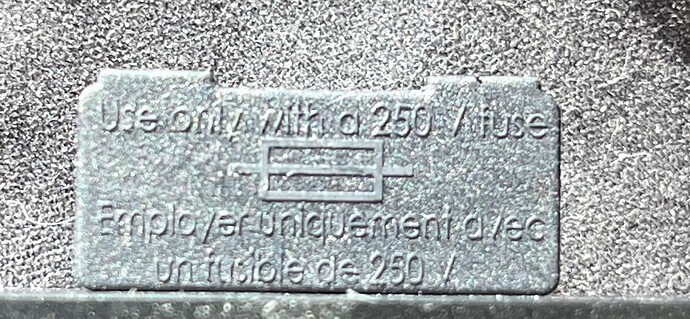 Use only with a 250 V fuse
Employer uniquement avec
un fusible de 250 V